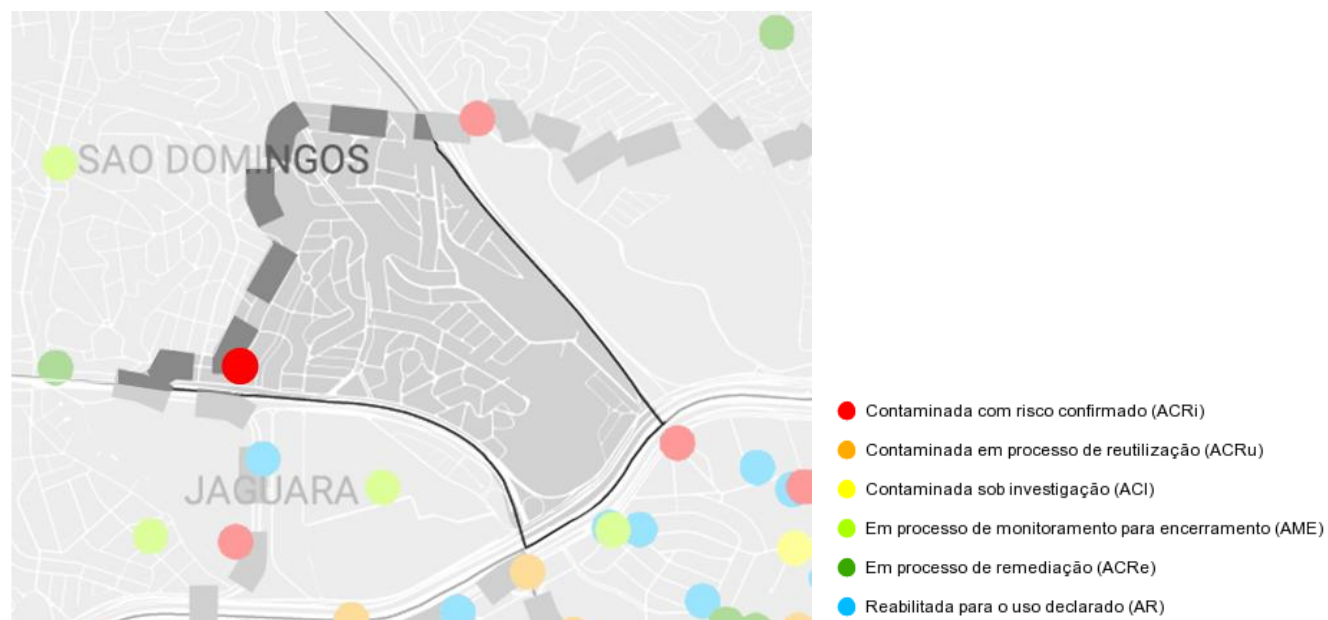 SAO DOMINGOS
JAGUARA
Contaminada com risco confirmado (ACRi)
Contaminada em processo de reutilização (ACRu)
Contaminada sob investigação (ACI)
Em processo de monitoramento para encerramento (AME)
Em processo de remediação (ACRe)
Reabilitada para o uso declarado (AR)